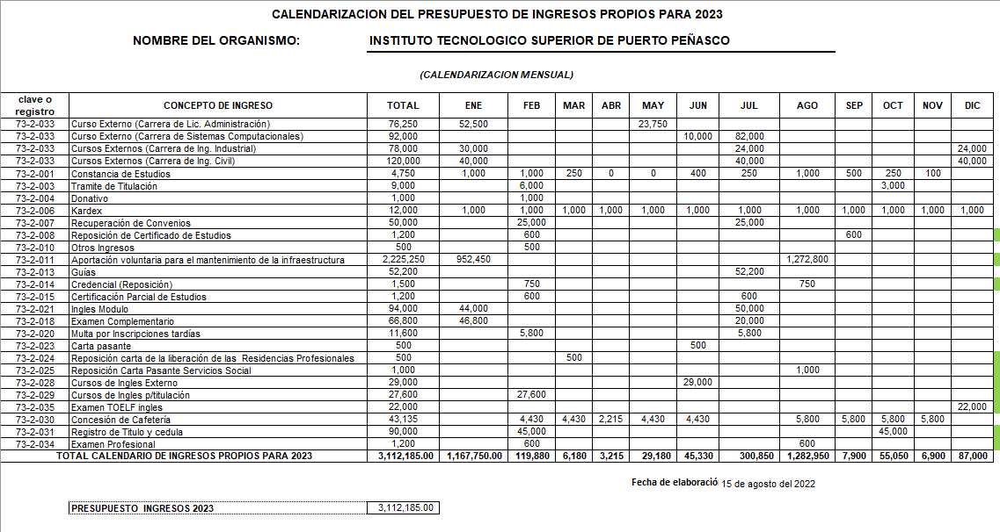 CALENDARIZACION DEL PRESUPUESTO DE INGRESOS PROPIOS PARA 2023
NOMBRE DEL ORGANISMO: INSTITUTO TECNOLOGICO SUPERIOR DE PUERTO PEÑASCO
(CALENDARIZACION MENSUAL)
clave o registro CONCEPTO DE INGRESO TOTAL ENE FEB MAR ABR MAY JUN JUL AGO SEP OCT NOV DIC
73-2-033 Curso Externo (Carrera de Lic. Administración) 76,250 52,500 23,750
73-2-033 Curso Externo (Carrera de Sistemas Computacionales) 92,000 10,000 82,000
73-2-033 Cursos Externos (Carrera de Ing. Industrial) 78,000 30,000 24,000 24,000
73-2-033 Cursos Externos (Carrera de Ing. Civil) 120,000 40,000 40,000 40,000
73-2-001 Constancia de Estudios 4,750 1,000 1,000 250 0 0 400 250 1,000 500 250 100
73-2-003 Tramite de Titulación 9,000 6,000 3,000
73-2-004 Donativo 1,000 1,000
73-2-006 Kardex 12,000 1,000 1,000 1,000 1,000 1,000 1,000 1,000 1,000 1,000 1,000 1,000 1,000
73-2-007 Recuperación de Convenios 50,000 25,000 25,000
73-2-008 Reposición de Certificado de Estudios 1,200 600 600
73-2-010 Otros Ingresos 500 500
73-2-011 Aportación voluntaria para el mantenimiento de la infraestructura 2,225,250 952,450 1,272,800
73-2-013 Guías 52,200 52,200
73-2-014 Credencial (Reposición) 1,500 750 750
73-2-015 Certificación Parcial de Estudios 1,200 600 600
73-2-021 Ingles Modulo 94,000 44,000 50,000
73-2-018 Examen Complementario 66,800 46,800 20,000
73-2-020 Multa por Inscripciones tardías 11,600 5,800 5,800
73-2-023 Carta pasante 500 500
73-2-024 Reposición carta de la liberación de las Residencias Profesionales 500 500
73-2-025 Reposición Carta Pasante Servicios Social 1,000 1,000
73-2-028 Cursos de Ingles Externo 29,000 29,000
73-2-029 Cursos de Ingles p/titulación 27,600 27,600
73-2-035 Examen TOELF ingles 22,000 22,000
73-2-030 Concesión de Cafetería 43,135 4,430 4,430 2,215 4,430 4,430 5,800 5,800 5,800 5,800
73-2-031 Registro de Titulo y cedula 90,000 45,000 45,000
73-2-034 Examen Profesional 1,200 600 600
TOTAL CALENDARIO DE INGRESOS PROPIOS PARA 2023 3,112,185.00 1,167,750.00 119,880 6,180 3,215 29,180 45,330 300,850 1,282,950 7,900 55,050 6,900 87,000
Fecha de elaboració 15 de agosto del 2022
PRESUPUESTO INGRESOS 2023 3,112,185.00